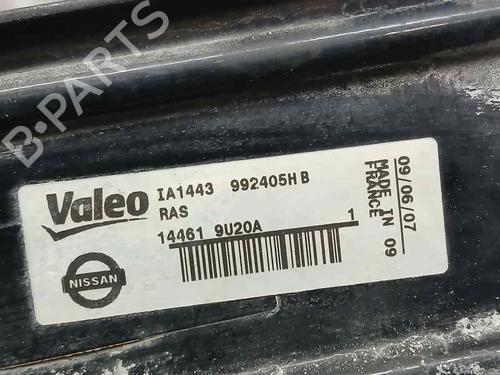 B-PARTS
Valeo
IA1443 992405H B
RAS
14461 9U20A 1
NISSAN
MADE IN 09
FRANCE
09/06/07